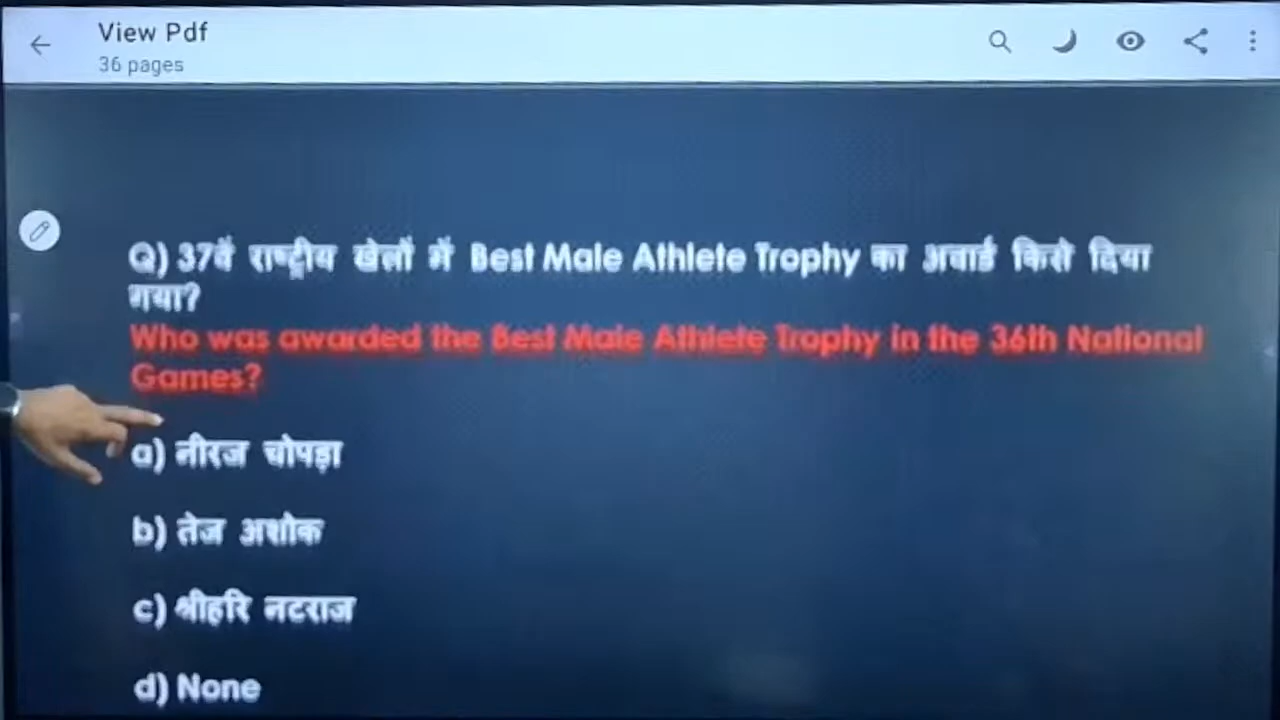 View Pdf
36 pages
Q) 37वें राष्ट्रीय खेलों में Best Male Athlete Trophy का अवार्ड किसे दिया
गया?
Who was awarded the Best Male Athlete Trophy in the 36th National
Games?
a) नीरज चोपड़ा
b) तेज अशोक
c) श्रीहरि नटराज
d) None